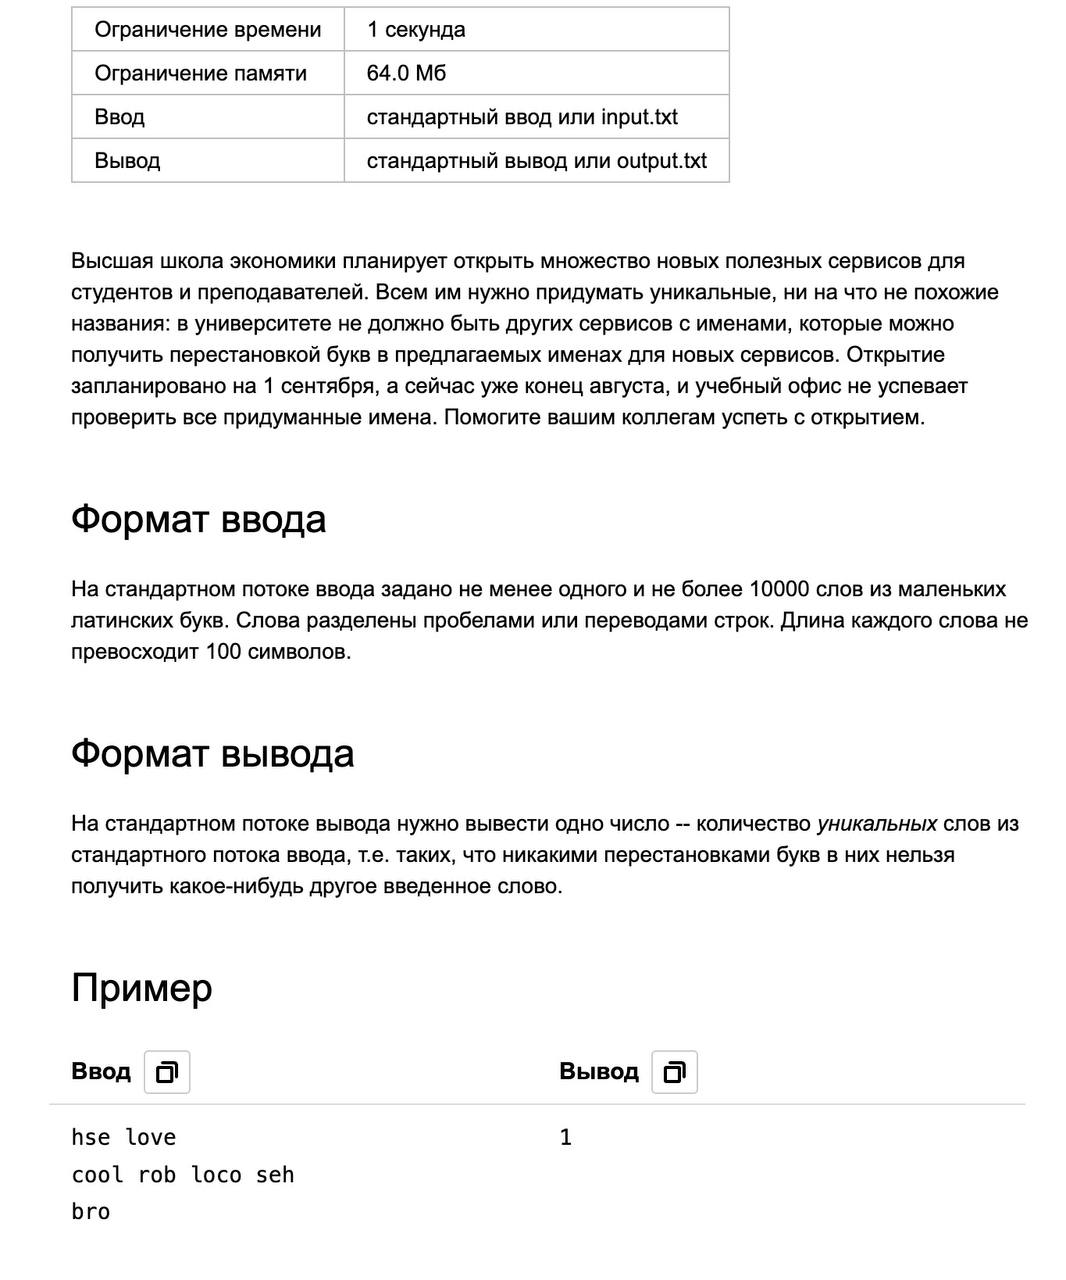 Ограничение времени 1 секунда
Ограничение памяти 64.0 Мб
Ввод стандартный ввод или input.txt
Вывод стандартный вывод или output.txt
Высшая школа экономики планирует открыть множество новых полезных сервисов для
студентов и преподавателей. Всем им нужно придумать уникальные, ни на что не похожие
названия: в университете не должно быть других сервисов с именами, которые можно
получить перестановкой букв в предлагаемых именах для новых сервисов. Открытие
запланировано на 1 сентября, а сейчас уже конец августа, и учебный офис не успевает
проверить все придуманные имена. Помогите вашим коллегам успеть с открытием.
Формат ввода
На стандартном потоке ввода задано не менее одного и не более 10000 слов из маленьких
латинских букв. Слова разделены пробелами или переводами строк. Длина каждого слова не
превосходит 100 символов.
Формат вывода
На стандартном потоке вывода нужно вывести одно число -- количество уникальных слов из
стандартного потока ввода, т.е. таких, что никакими перестановками букв в них нельзя
получить какое-нибудь другое введенное слово.
Пример
Ввод Вывод
hse love 1
cool rob loco seh
bro